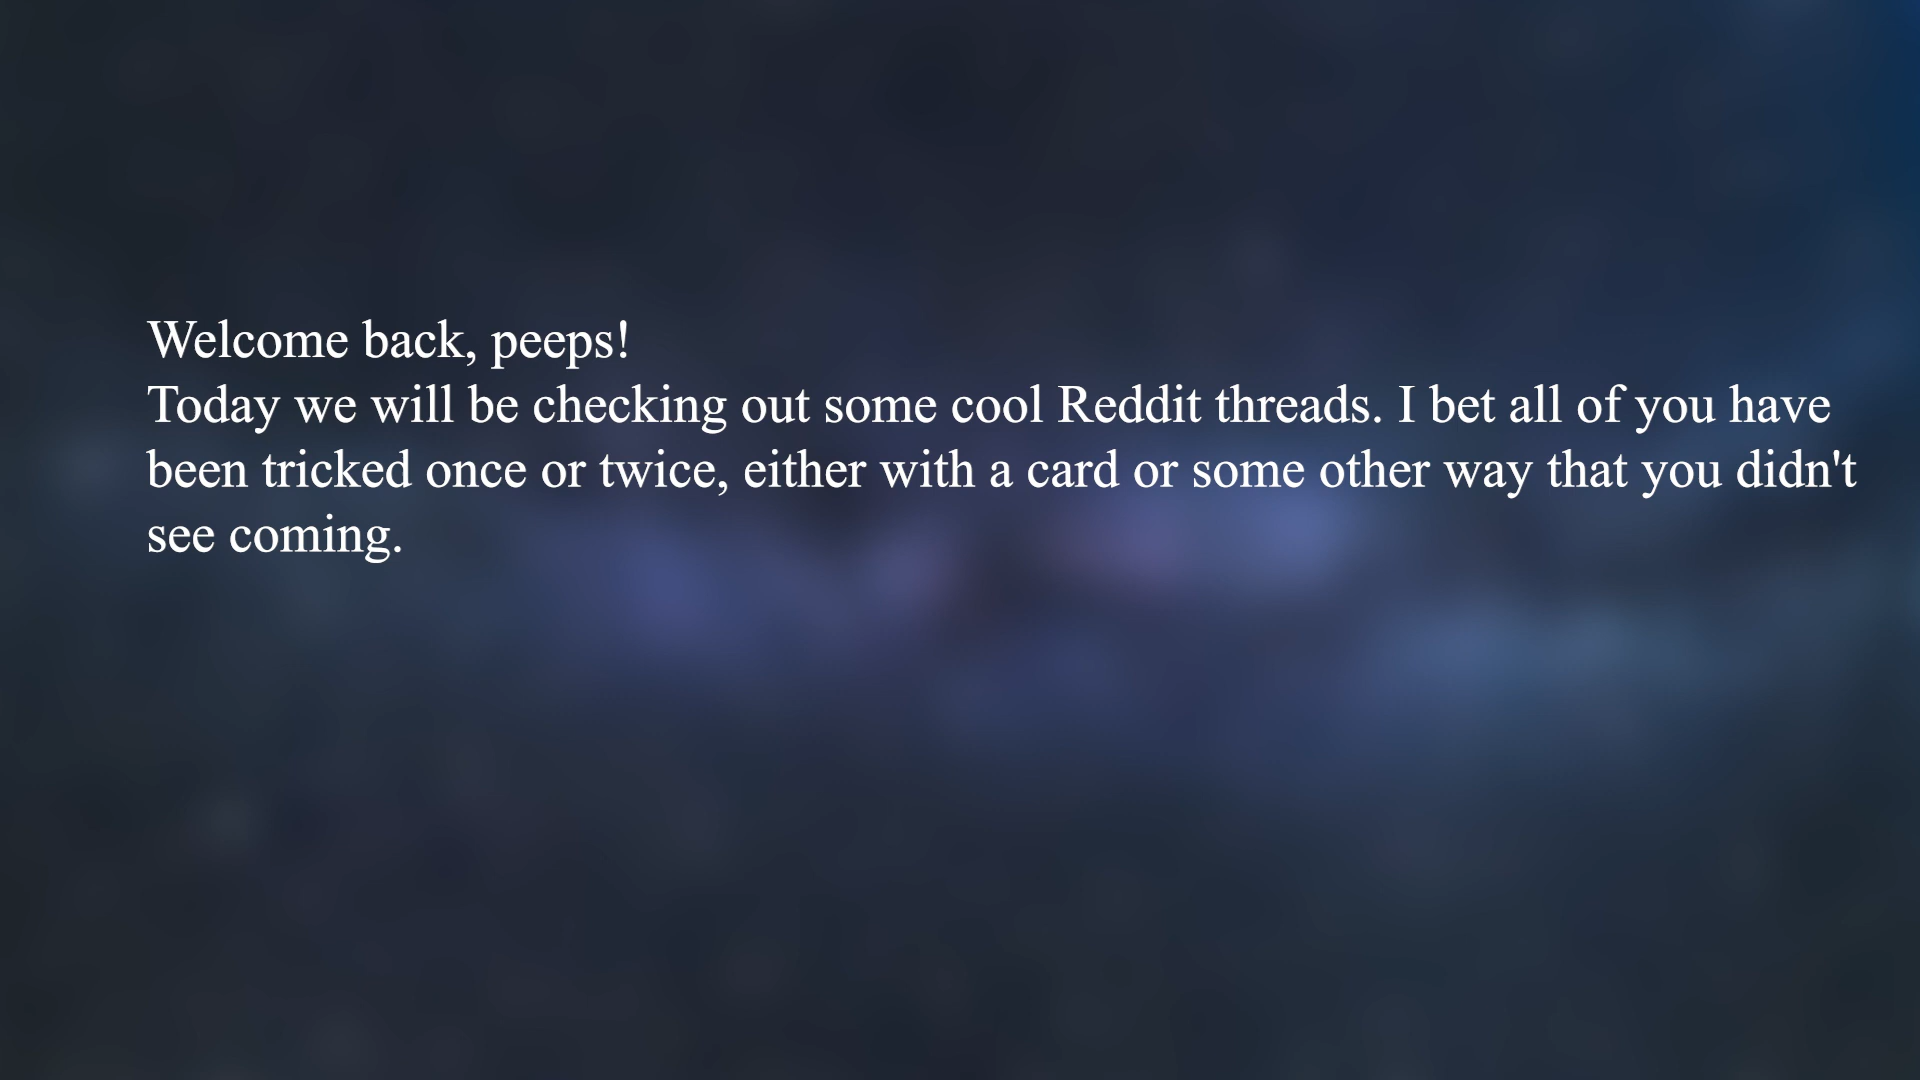 Welcome back, peeps!
Today we will be checking out some cool Reddit threads. I bet all of you have
been tricked once or twice, either with a card or some other way that you didn't
see coming.